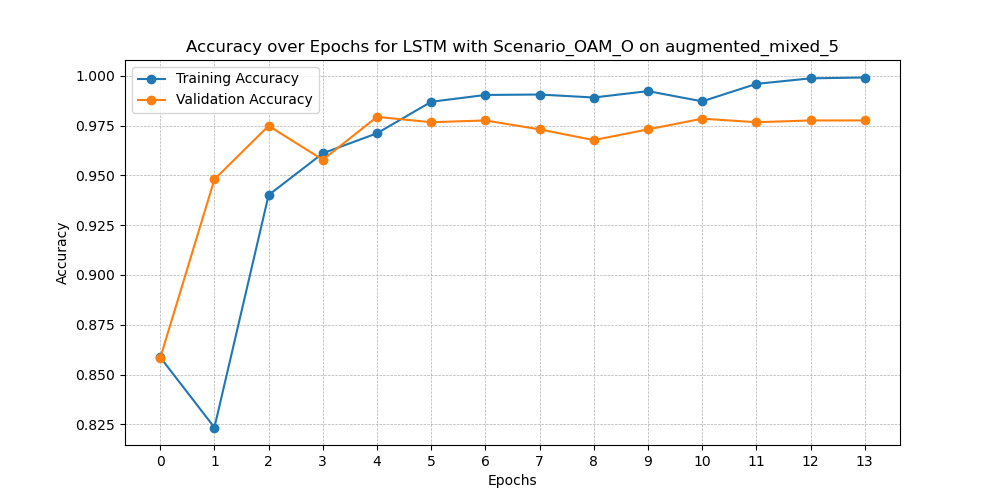 Accuracy over Epochs for LSTM with Scenario_OAM_O on augmented_mixed_5
Training Accuracy
Validation Accuracy
1.000
0.975
0.950
0.925
0.900
0.875
0.850
0.825
Accuracy
0 1 2 3 4 5 6 7 8 9 10 11 12 13
Epochs